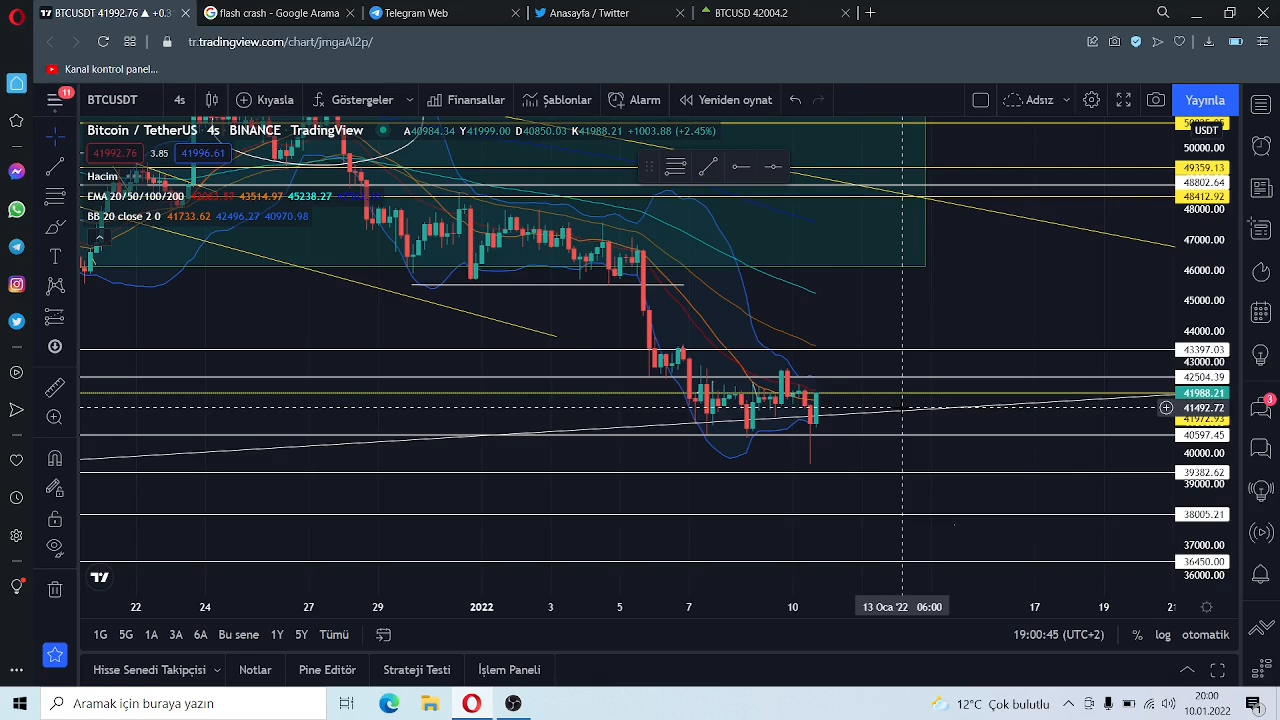 BTCUSDT 41992.76 ▲ +0.3
flash crash - Google Arama
Telegram Web
Anasayfa / Twitter
BTCUSD 42004.2
tr.tradingview.com/chart/jmgaAl2p/
Kanal kontrol panel...
11
BTCUSDT
4s
Kıyasla
Göstergeler
Finansallar
Şablonlar
Alarm
Yeniden oynat
Adsız
Yayınla
Bitcoin / TetherUS · 4s · BINANCE · TradingView
A40984.34 Y41999.00 D40850.03 K41988.21 +1003.88 (+2.45%)
41992.76 3.85 41996.61
Hacim
EMA 20/50/100/200 43514.97 45238.27
BB 20 close 2 0 41733.62 42496.27 40970.98
USDT
50000.00
49359.13
48802.64
48412.92
48000.00
47000.00
46000.00
45000.00
44000.00
43397.03
43000.00
42504.39
41988.21
41492.72
41972.93
40597.45
40000.00
39382.62
39000.00
38005.21
37000.00
36450.00
36000.00
3
22 24 27 29 2022 3 5 7 10 13 Oca '22 06:00 17 19
1G 5G 1A 3A 6A Bu sene 1Y 5Y Tümü
19:00:45 (UTC+2) % log otomatik
Hisse Senedi Takipçisi Notlar Pine Editör Strateji Testi İşlem Paneli
Aramak için buraya yazın
12°C Çok bulutlu
20:00
10.01.2022
1